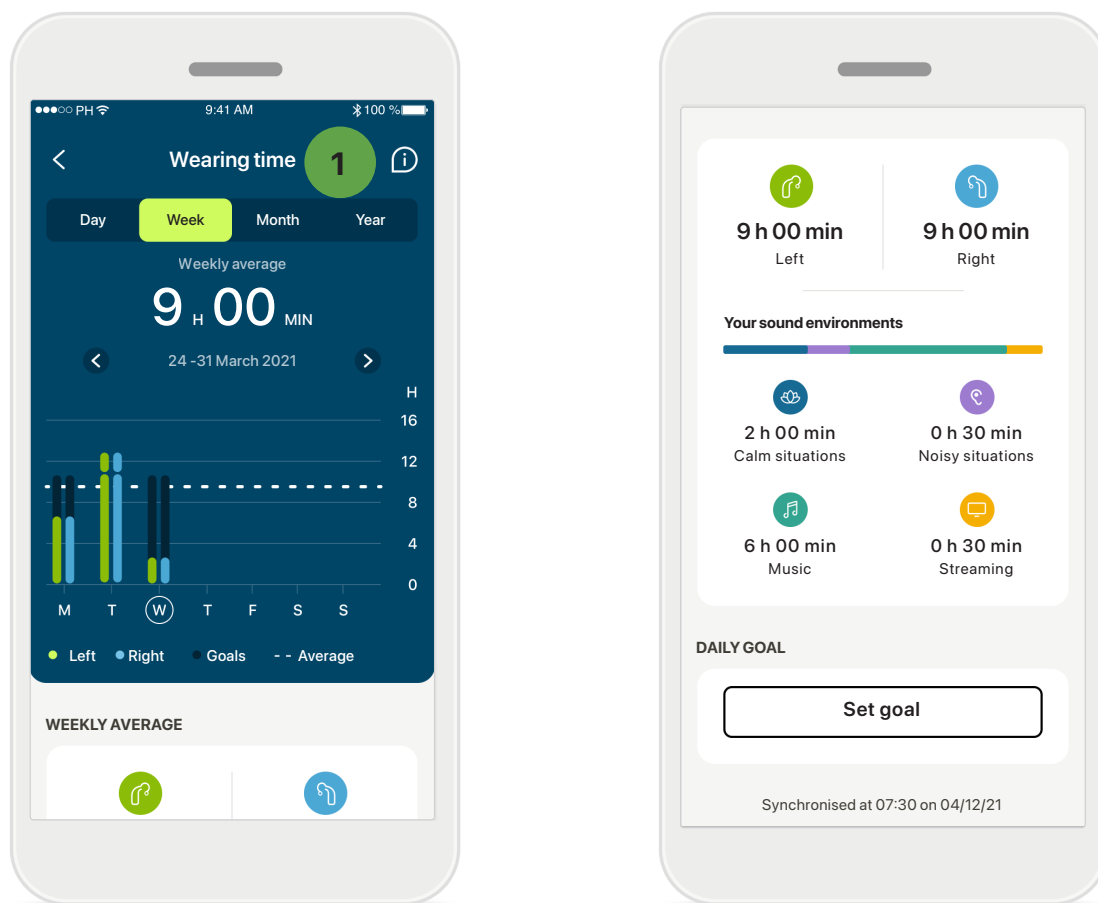 PH 9:41 AM 100 %
Wearing time 1
Day Week Month Year
Weekly average
9 H 00 MIN
24 -31 March 2021
H
16
12
8
4
0
M T W T F S S
Left Right Goals - - Average
WEEKLY AVERAGE
9 h 00 min 9 h 00 min
Left Right
Your sound environments
2 h 00 min 0 h 30 min
Calm situations Noisy situations
6 h 00 min 0 h 30 min
Music Streaming
DAILY GOAL
Set goal
Synchronised at 07:30 on 04/12/21